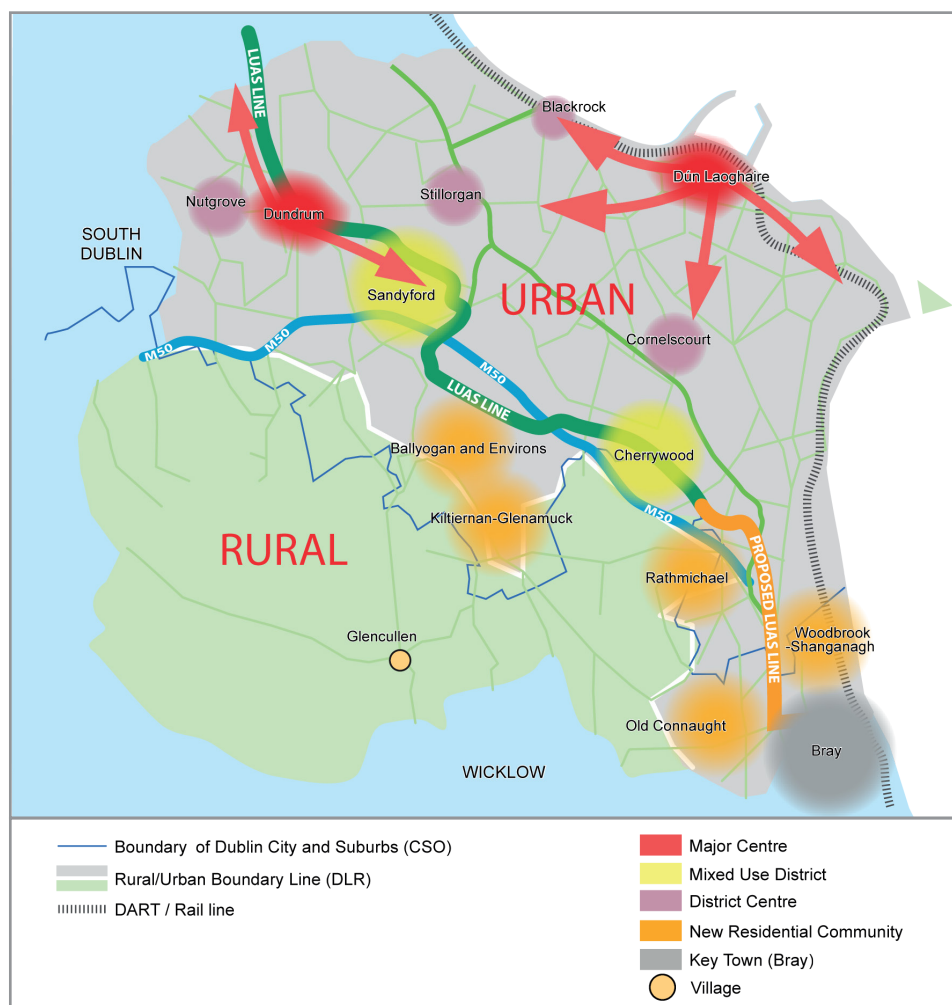 LUAS LINE
Blackrock
Dún Laoghaire
Nutgrove
Stillorgan
Dundrum
SOUTH
DUBLIN
Sandyford
URBAN
Cornelscourt
M50
M50
M50
LUAS LINE
Ballyogan and Environs
Cherrywood
Kiltiernan-Glenamuck
M50
RURAL
Rathmichael
PROPOSED LUAS LINE
Glencullen
Woodbrook
-Shanganagh
Old Connaught
Bray
WICKLOW
Boundary of Dublin City and Suburbs (CSO)
Rural/Urban Boundary Line (DLR)
DART / Rail line
Major Centre
Mixed Use District
District Centre
New Residential Community
Key Town (Bray)
Village